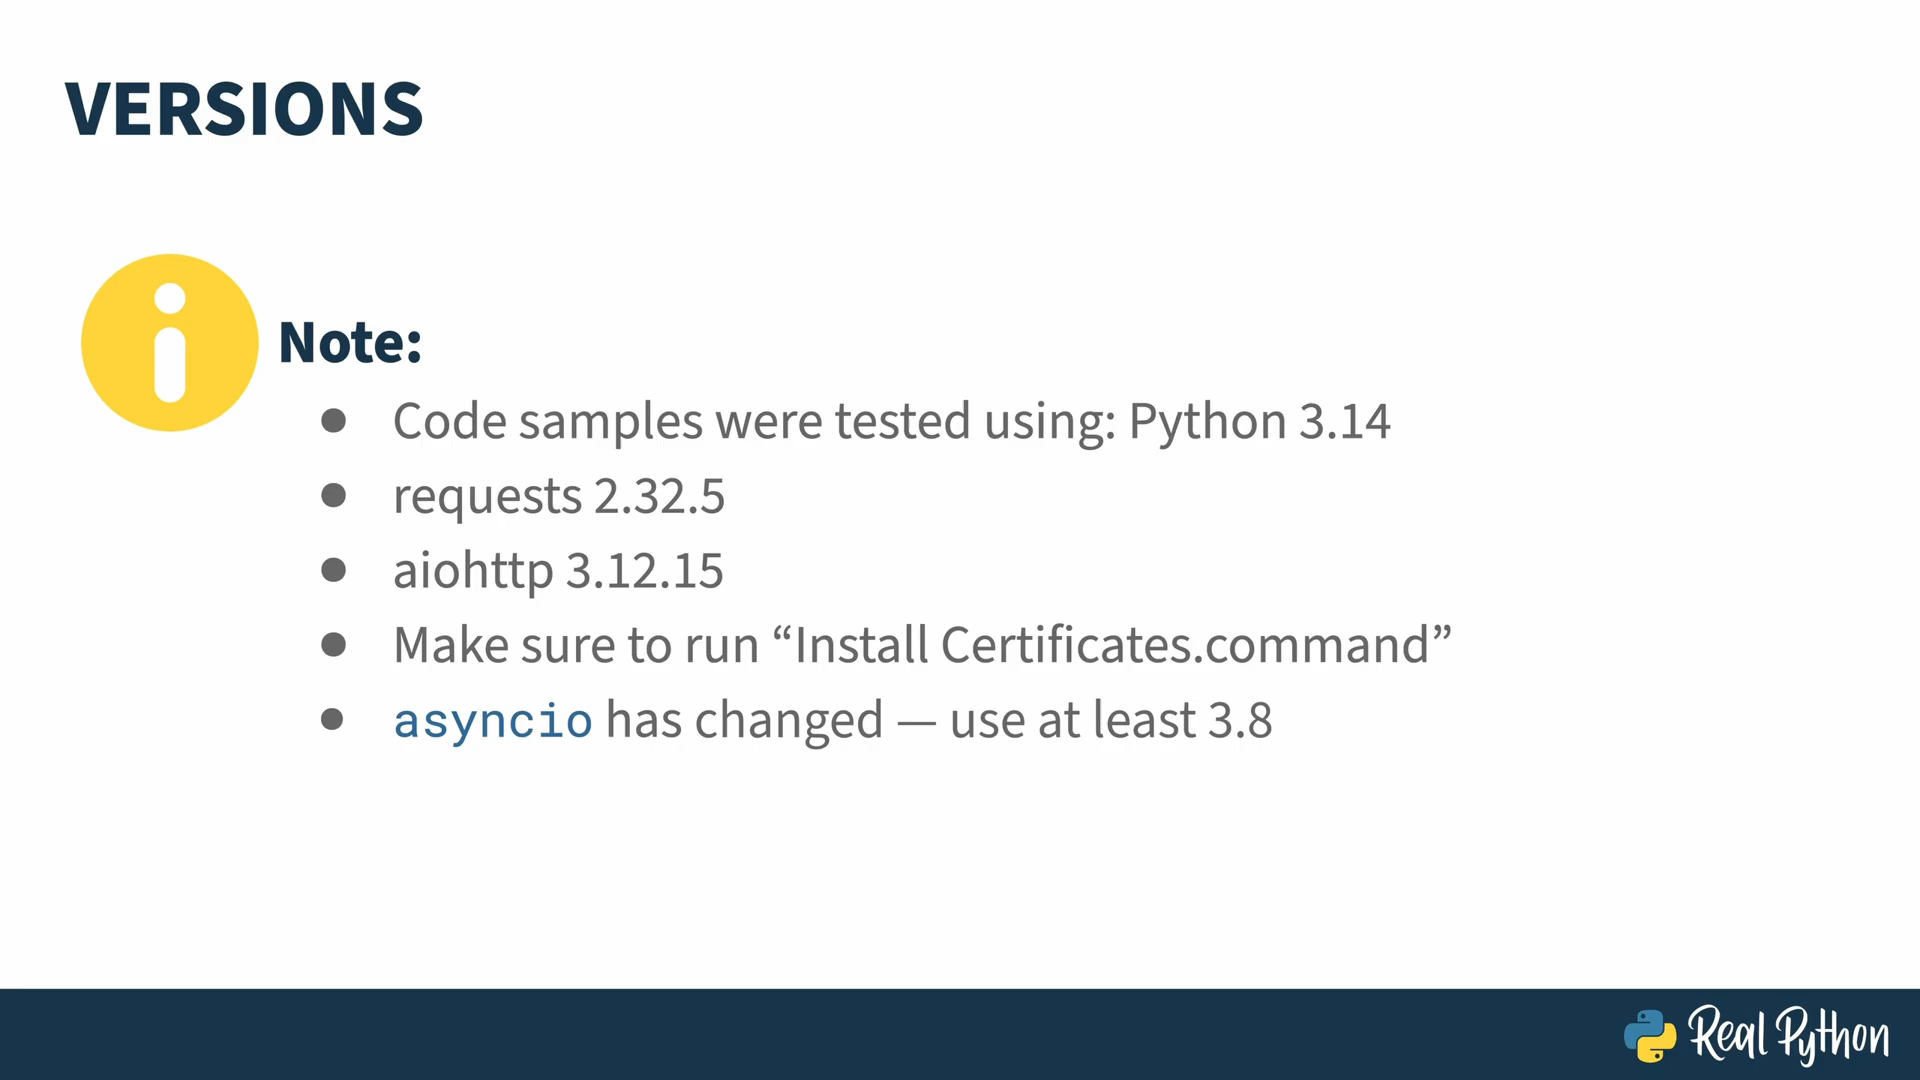 VERSIONS
Note:
● Code samples were tested using: Python 3.14
● requests 2.32.5
● aiohttp 3.12.15
● Make sure to run “Install Certificates.command”
● asyncio has changed — use at least 3.8
Real Python